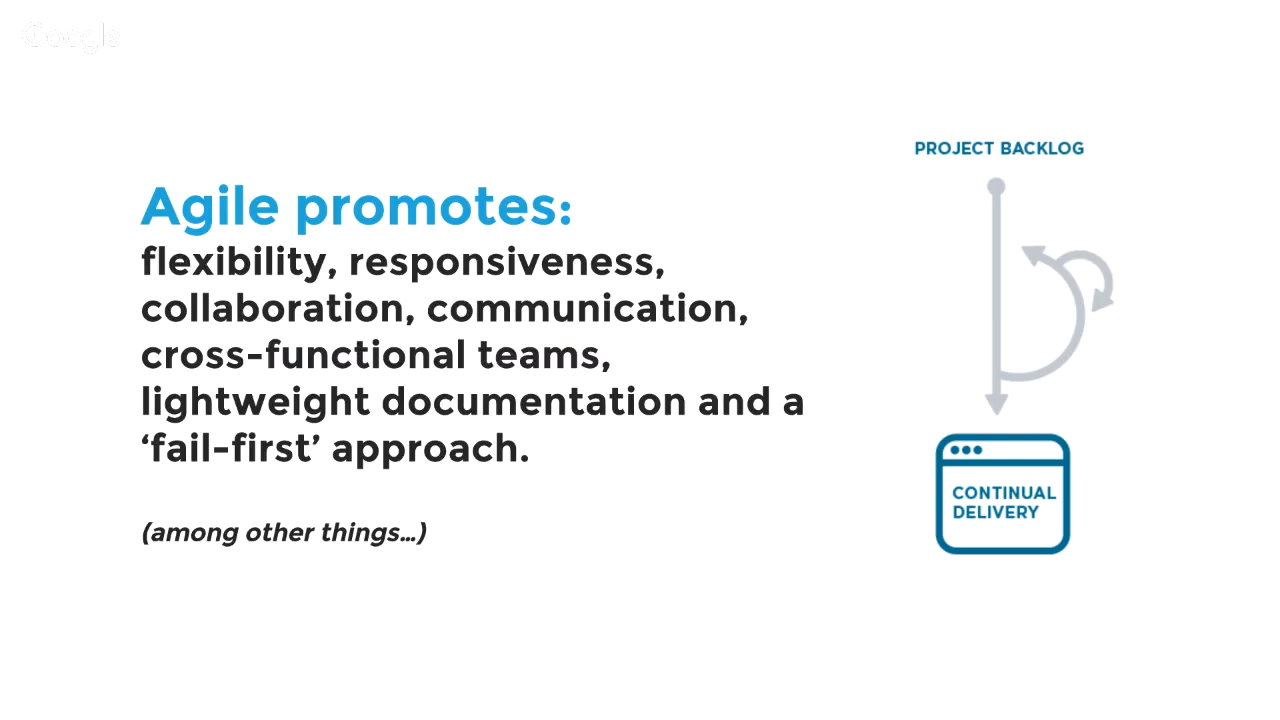 Google
PROJECT BACKLOG
Agile promotes:
flexibility, responsiveness,
collaboration, communication,
cross-functional teams,
lightweight documentation and a
‘fail-first’ approach.
(among other things...)
CONTINUAL
DELIVERY